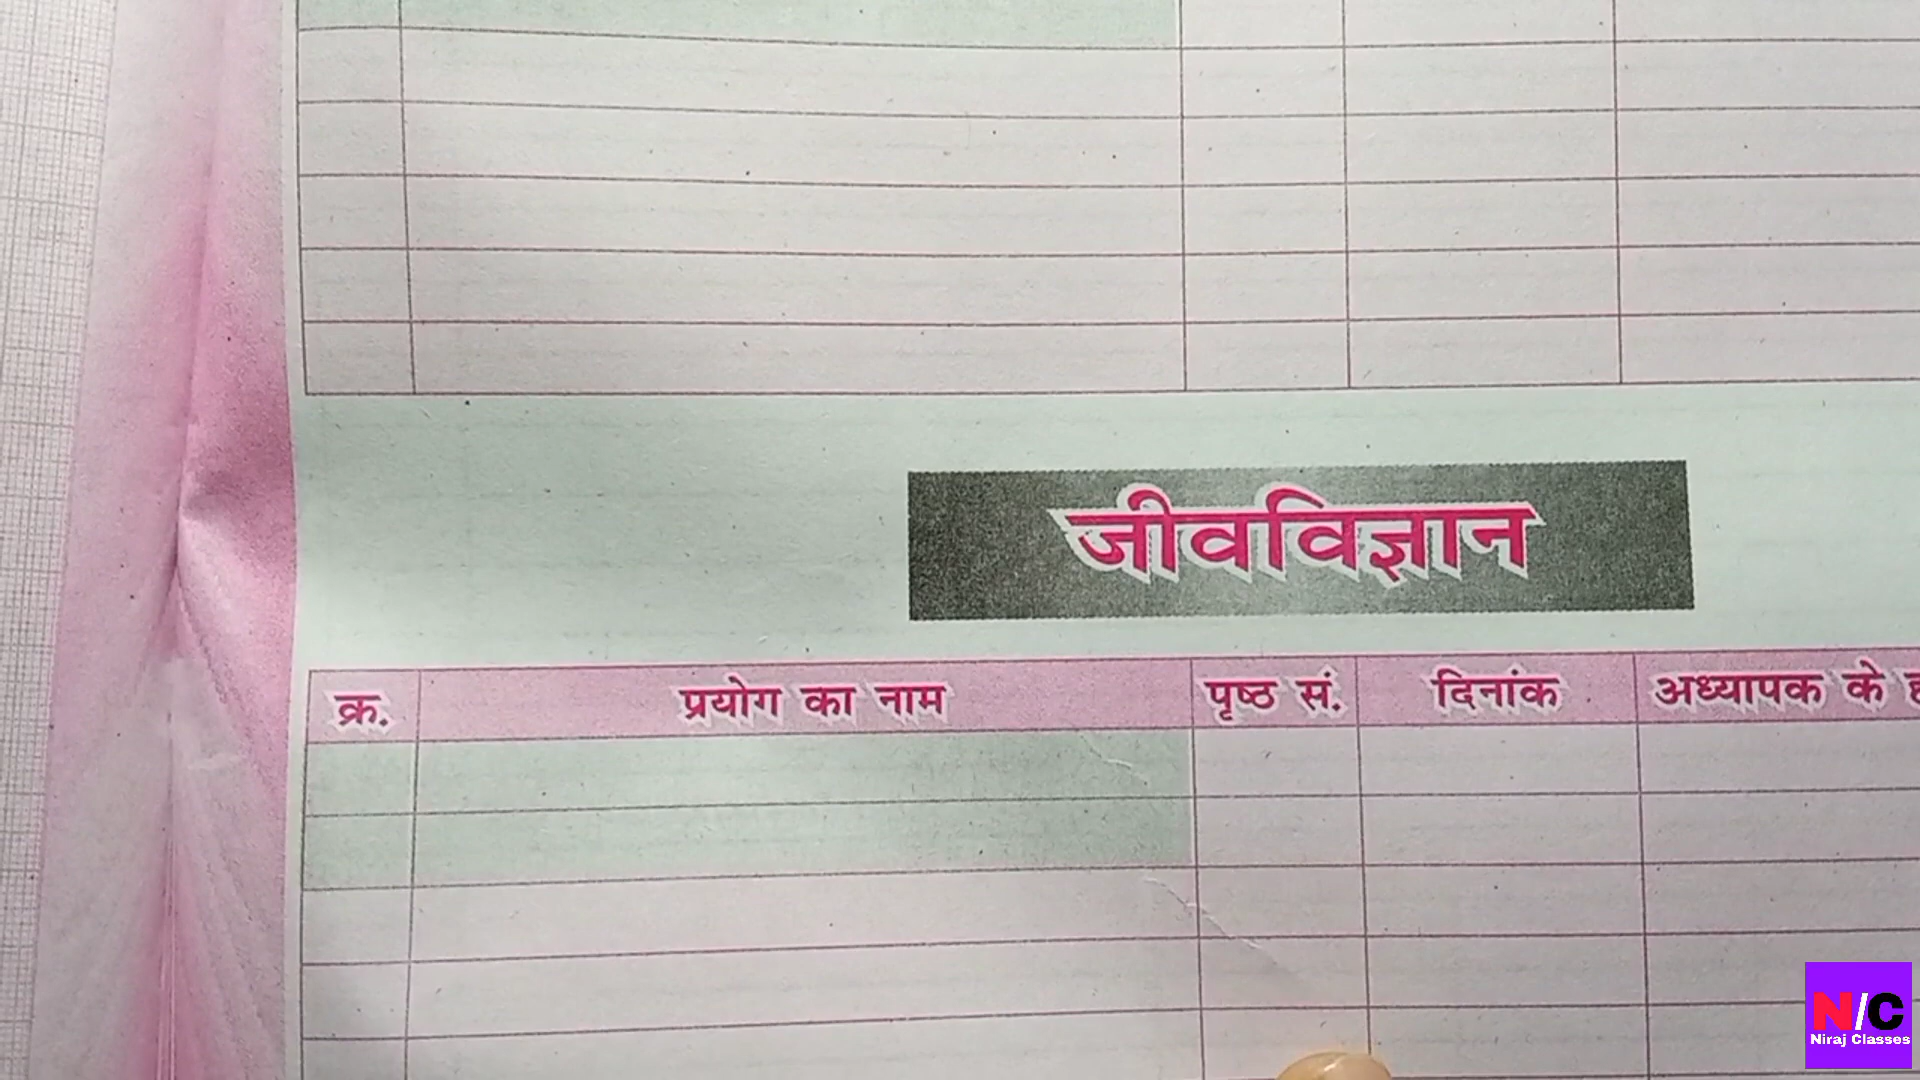 जीवविज्ञान
क्र. प्रयोग का नाम पृष्ठ सं. दिनांक अध्यापक के
N/C
Niraj Classes